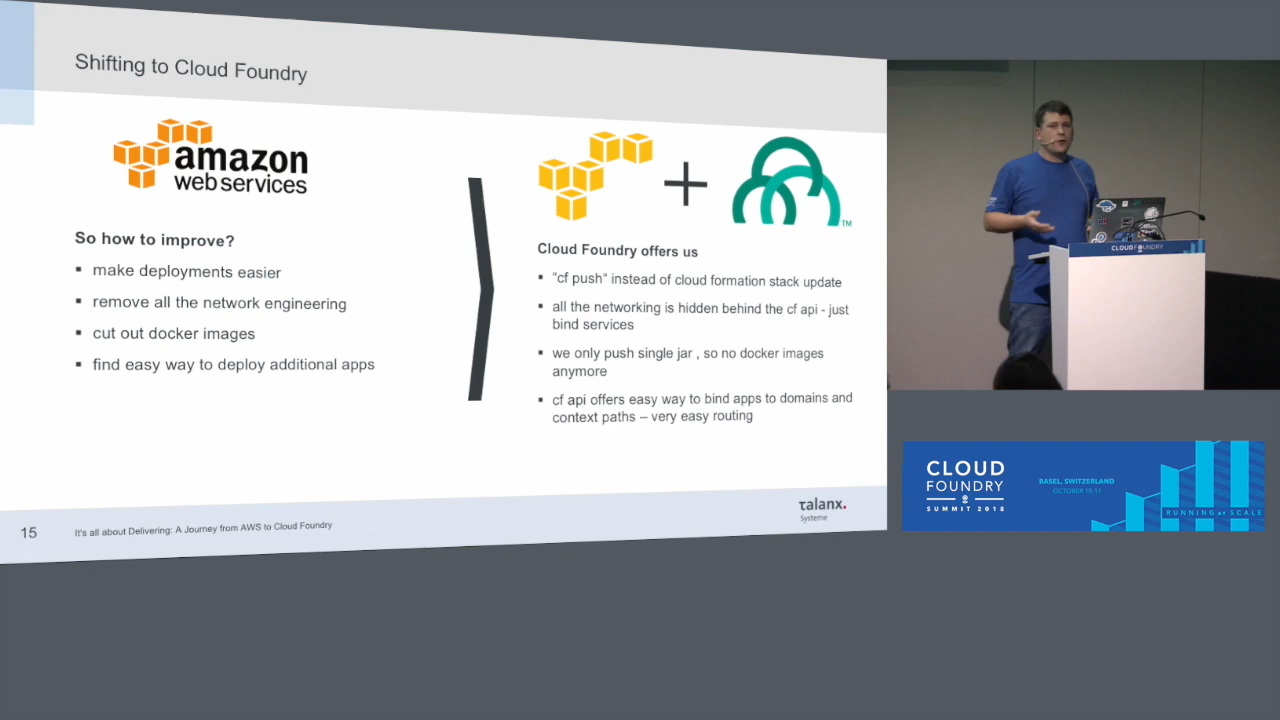 Shifting to Cloud Foundry
amazon
web services
So how to improve?
▪ make deployments easier
▪ remove all the network engineering
▪ cut out docker images
▪ find easy way to deploy additional apps
TM
Cloud Foundry offers us
▪ "cf push" instead of cloud formation stack update
▪ all the networking is hidden behind the cf api - just
bind services
▪ we only push single jar , so no docker images
anymore
▪ cf api offers easy way to bind apps to domains and
context paths – very easy routing
15
It's all about Delivering: A Journey from AWS to Cloud Foundry
talanx.
Systeme
CLOUD FOUNDRY
CLOUD
FOUNDRY
SUMMIT 2018
BASEL, SWITZERLAND
OCTOBER 10-11
RUNNING AT SCALE